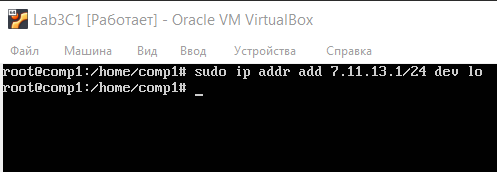 Lab3C1 [Работает] - Oracle VM VirtualBox
Файл Машина Вид Ввод Устройства Справка
root@comp1:/home/comp1# sudo ip addr add 7.11.13.1/24 dev lo
root@comp1:/home/comp1# _